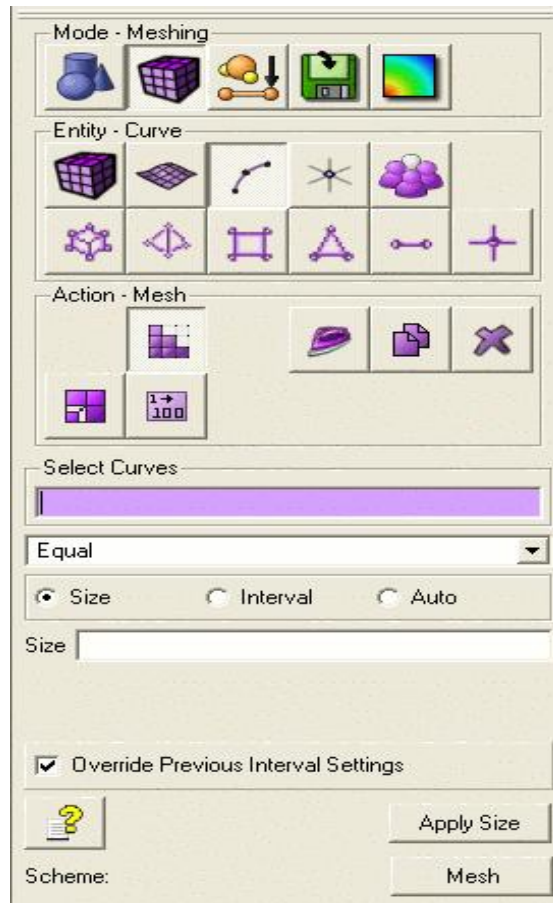 Mode - Meshing
Entity - Curve
Action - Mesh
1→
100
Select Curves
Equal
Size Interval Auto
Size
Override Previous Interval Settings
?
Apply Size
Scheme: Mesh